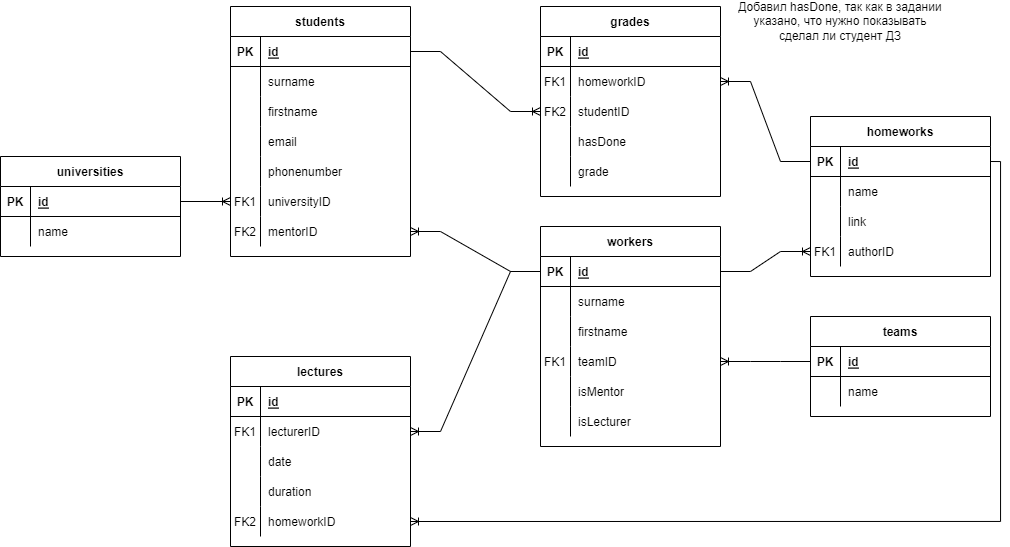 Добавил hasDone, так как в задании
указано, что нужно показывать
сделал ли студент ДЗ
students
PK id
surname
firstname
email
phonenumber
FK1 universityID
FK2 mentorID
grades
PK id
FK1 homeworkID
FK2 studentID
hasDone
grade
homeworks
PK id
name
link
FK1 authorID
universities
PK id
name
workers
PK id
surname
firstname
FK1 teamID
isMentor
isLecturer
teams
PK id
name
lectures
PK id
FK1 lecturerID
date
duration
FK2 homeworkID